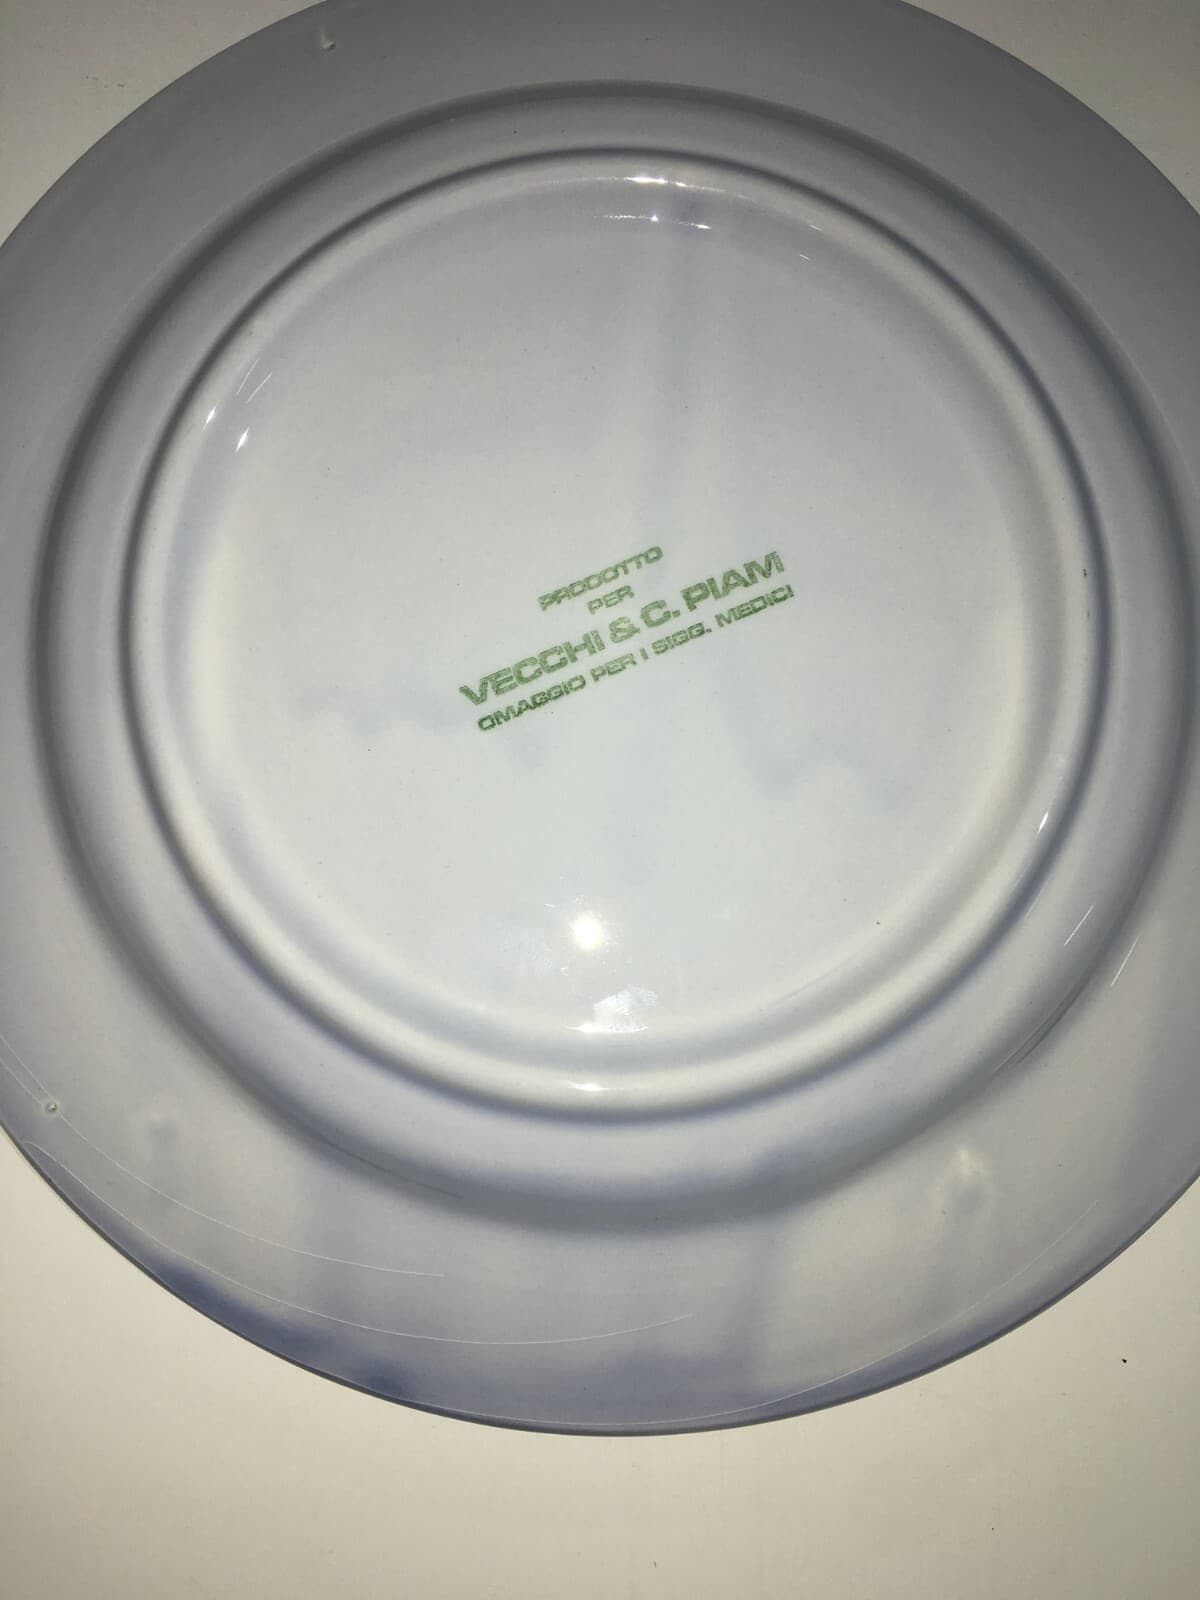 PRODOTTO
PER
VECCHI & C. PIAM
OMAGGIO PER I SIGG. MEDICI